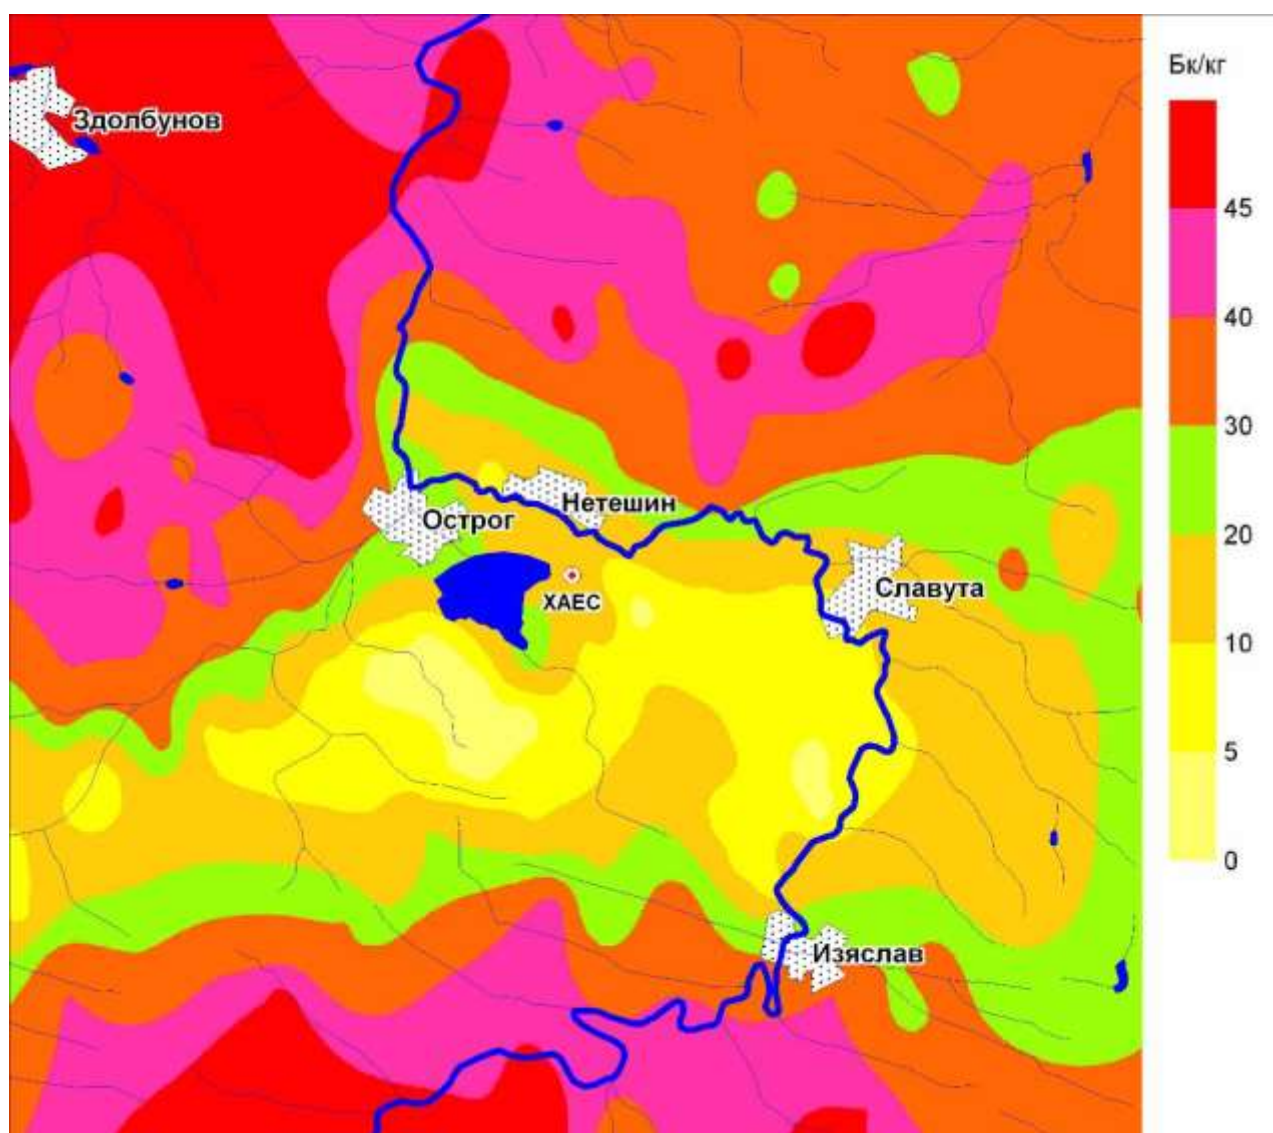 Бк/кг
Здолбунов
45
40
30
Нетешин
Острог
20
Славута
ХАЕС
10
5
0
Изяслав